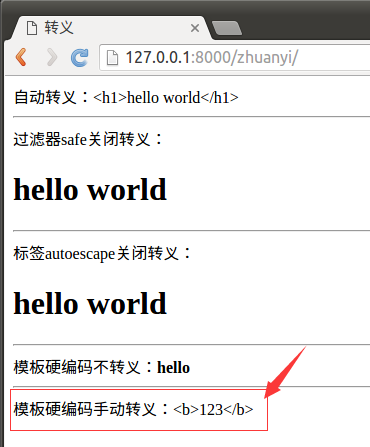 转义
127.0.0.1:8000/zhuanyi/
自动转义：<h1>hello world</h1>
过滤器safe关闭转义：
hello world
标签autoescape关闭转义：
hello world
模板硬编码不转义：hello
模板硬编码手动转义：<b>123</b>